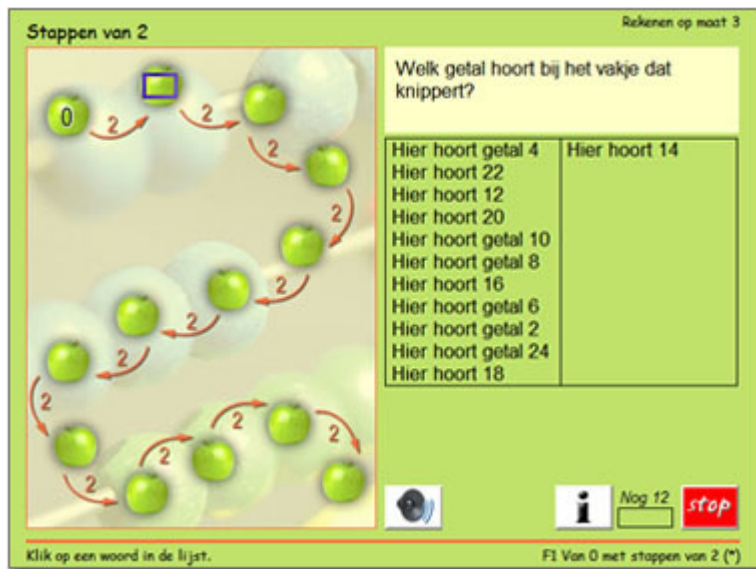 Stappen van 2
Rekenen op maat 3
0
2
2
2
2
2
2
2
2
2
2
2
2
Welk getal hoort bij het vakje dat
knippert?
Hier hoort getal 4
Hier hoort 22
Hier hoort 12
Hier hoort 20
Hier hoort getal 10
Hier hoort getal 8
Hier hoort 16
Hier hoort getal 6
Hier hoort getal 2
Hier hoort getal 24
Hier hoort 18
Hier hoort 14
i
Nog 12
stop
Klik op een woord in de lijst.
F1 Van 0 met stappen van 2 (*)